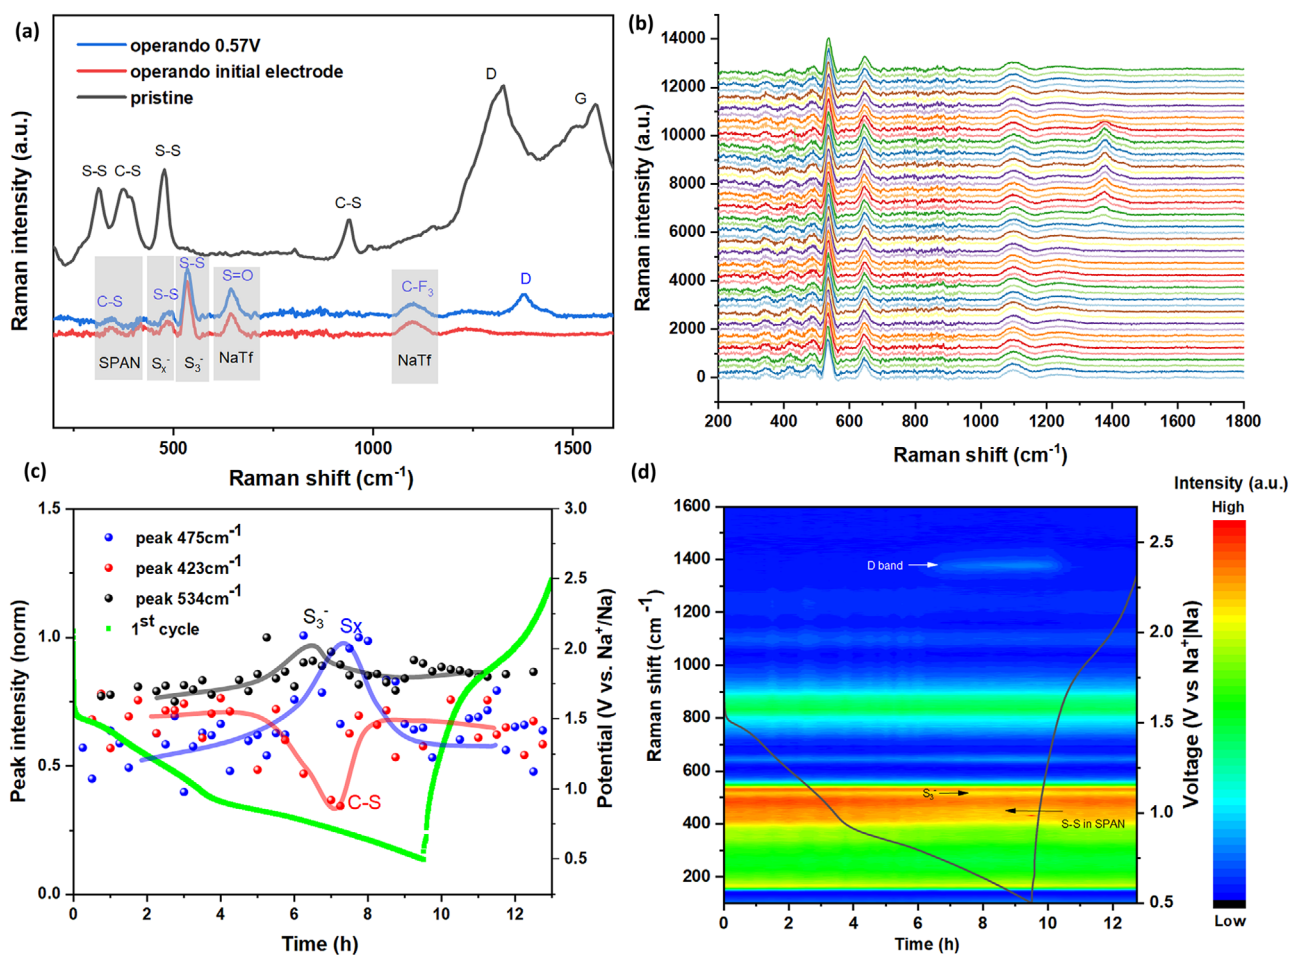 (a)
operando 0.57V
operando initial electrode
pristine
D
G
S-S
C-S
S-S
C-S
S-S
C-S
S-S
S=O
C-F3
D
SPAN
Sx-
S3-
NaTf
NaTf
500
1000
1500
Raman shift (cm-1)
Raman intensity (a.u.)
(b)
14000
12000
10000
8000
6000
4000
2000
0
200
400
600
800
1000
1200
1400
1600
1800
Raman shift (cm-1)
Raman intensity (a.u.)
(c)
1.5
1.0
0.5
0.0
Peak intensity (norm)
peak 475cm-1
peak 423cm-1
peak 534cm-1
1st cycle
S3-
Sx
C-S
3.0
2.5
2.0
1.5
1.0
0.5
Potential (V vs. Na+/Na)
0
2
4
6
8
10
12
Time (h)
(d)
1600
1400
1200
1000
800
600
400
200
Raman shift (cm-1)
D band
S3-
S-S in SPAN
2.5
2.0
1.5
1.0
0.5
Voltage (V vs Na+|Na)
0
2
4
6
8
10
12
Time (h)
Intensity (a.u.)
High
Low